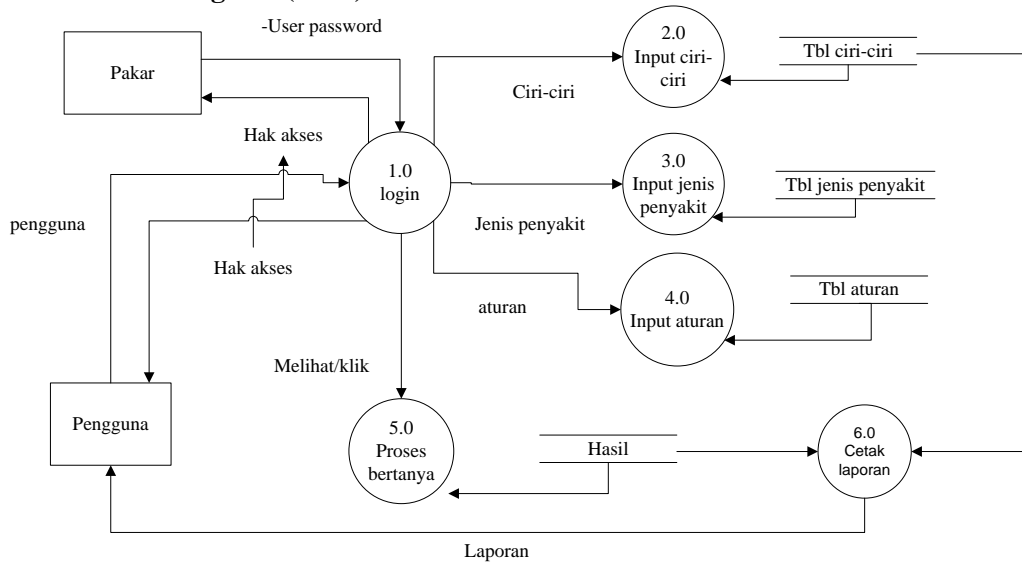 -User password
Pakar
2.0
Input ciri-
ciri
Tbl ciri-ciri
Ciri-ciri
Hak akses
1.0
login
3.0
Input jenis
penyakit
Tbl jenis penyakit
pengguna
Jenis penyakit
Hak akses
4.0
Input aturan
Tbl aturan
aturan
Melihat/klik
Pengguna
5.0
Proses
bertanya
Hasil
6.0
Cetak
laporan
Laporan